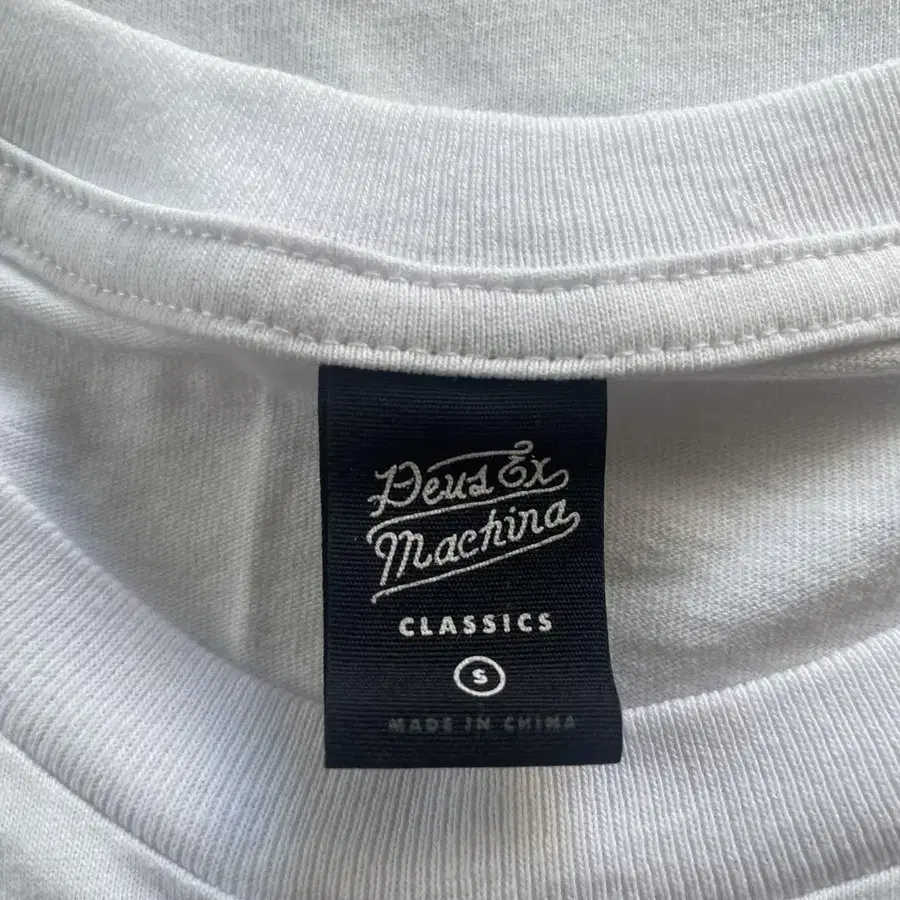 Deus Ex
Machina
CLASSICS
S
MADE IN CHINA